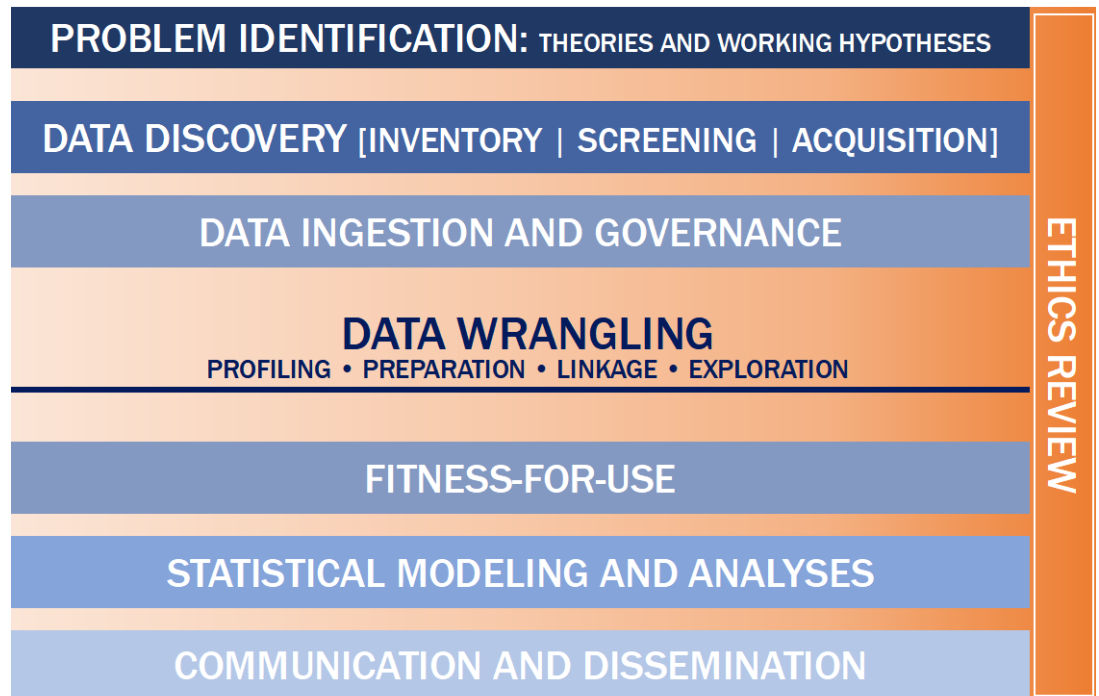 PROBLEM IDENTIFICATION: THEORIES AND WORKING HYPOTHESES
DATA DISCOVERY [INVENTORY | SCREENING | ACQUISITION]
DATA INGESTION AND GOVERNANCE
DATA WRANGLING
PROFILING • PREPARATION • LINKAGE • EXPLORATION
FITNESS-FOR-USE
STATISTICAL MODELING AND ANALYSES
COMMUNICATION AND DISSEMINATION
ETHICS REVIEW